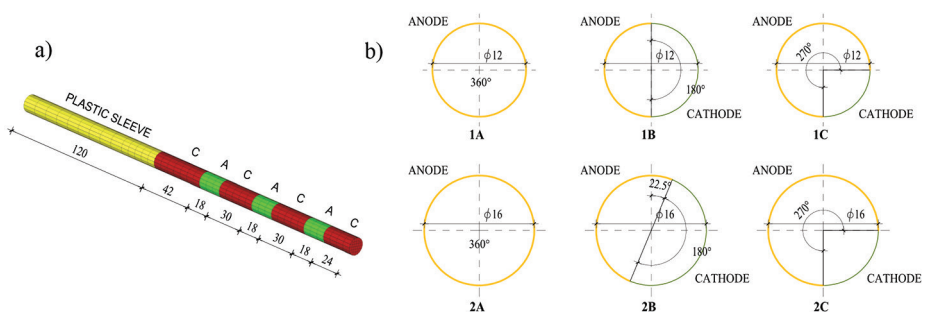 a)
PLASTIC SLEEVE
C
A
C
A
C
A
C
120
42
18
30
18
30
18
24
b)
ANODE
ϕ12
360°
1A
ANODE
ϕ12
180°
CATHODE
1B
ANODE
270°
ϕ12
CATHODE
1C
ANODE
ϕ16
360°
2A
ANODE
22.5°
ϕ16
180°
CATHODE
2B
ANODE
270°
ϕ16
CATHODE
2C